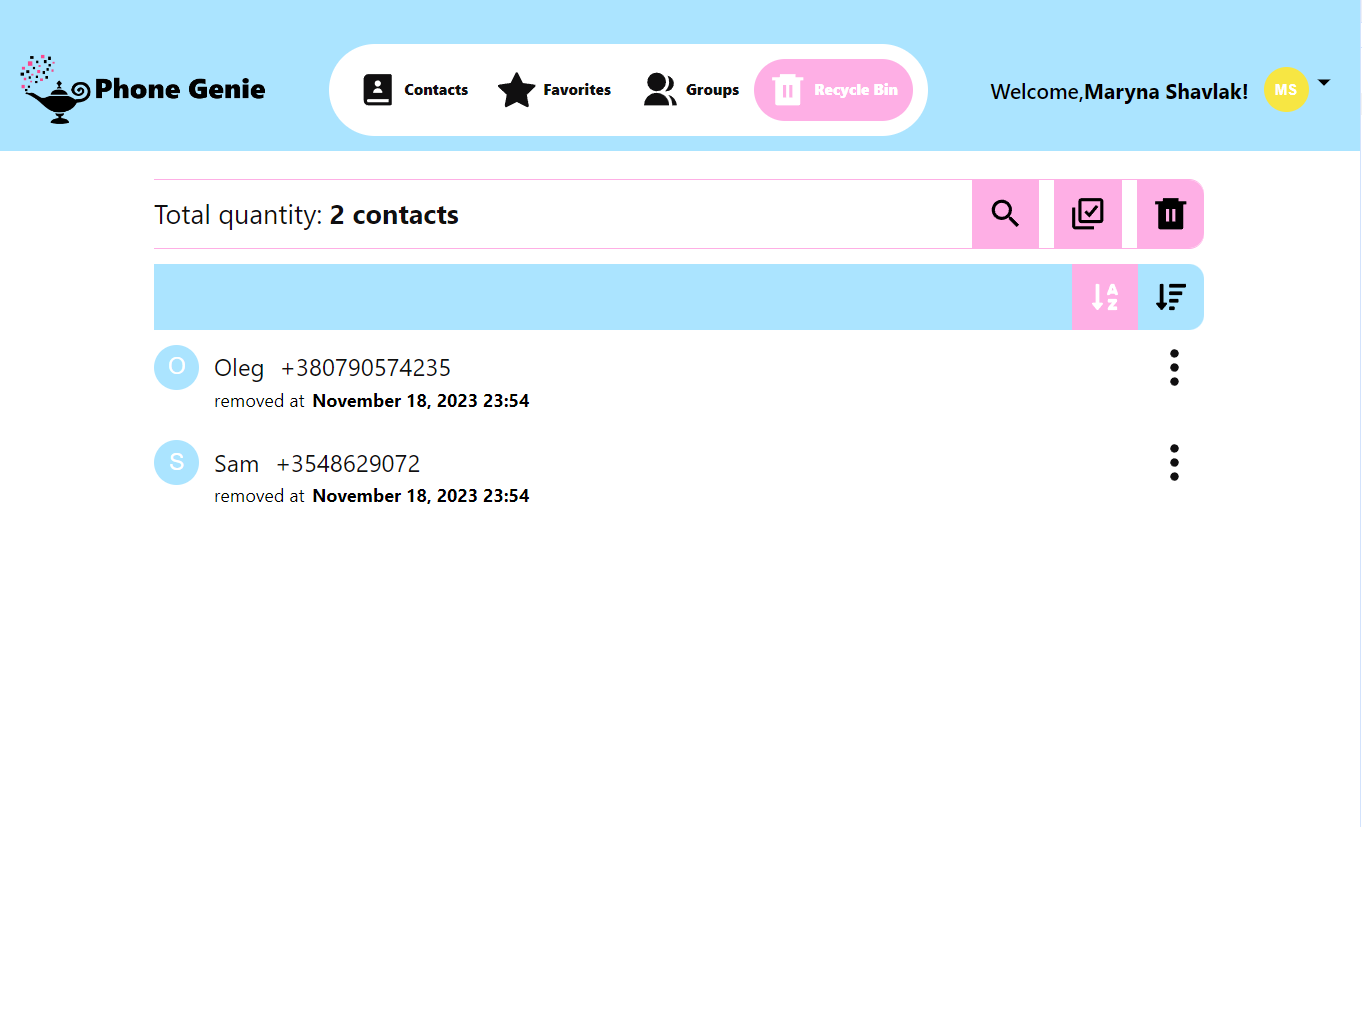 Phone Genie
Contacts
Favorites
Groups
Recycle Bin
Welcome,Maryna Shavlak!
MS
Total quantity: 2 contacts
A
Z
O
Oleg +380790574235
removed at November 18, 2023 23:54
S
Sam +3548629072
removed at November 18, 2023 23:54